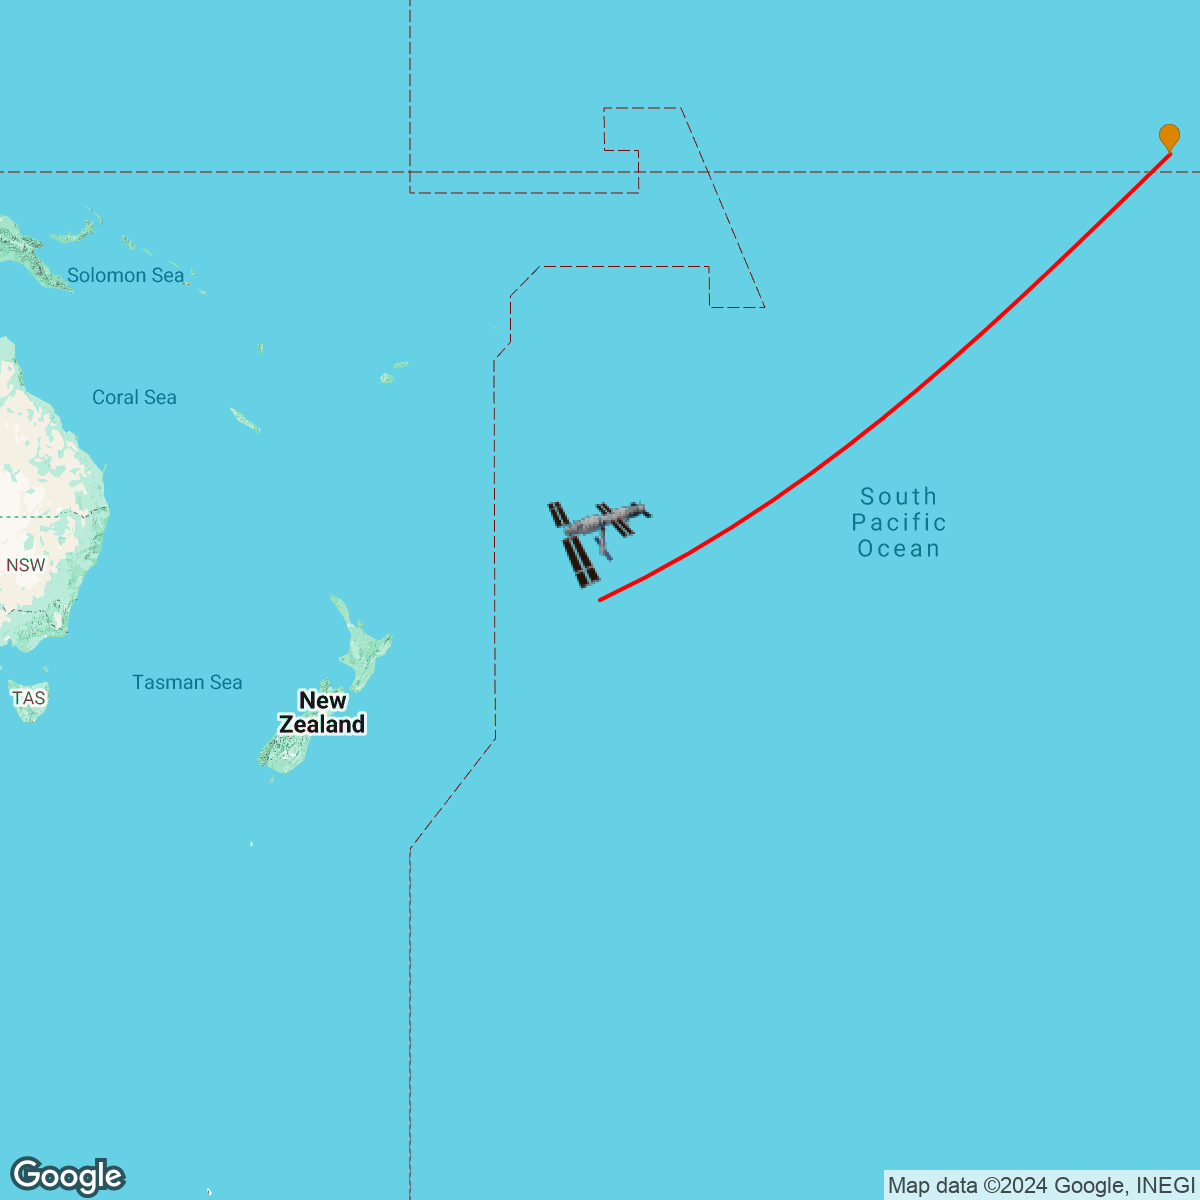 Solomon Sea
Coral Sea
South
Pacific
Ocean
NSW
Tasman Sea
TAS
New
Zealand
Google
Map data ©2024 Google, INEGI